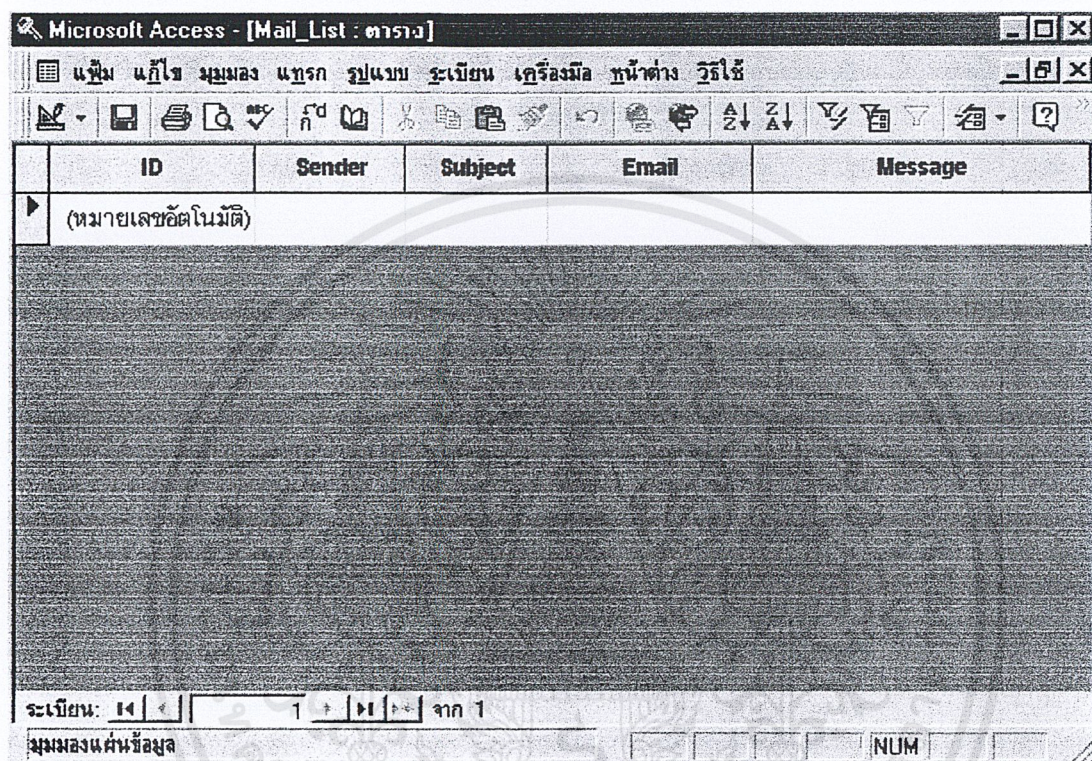 Microsoft Access - [Mail_List : ตาราง]
แฟ้ม แก้ไข มุมมอง แทรก รูปแบบ ระเบียน เครื่องมือ หน้าต่าง วิธีใช้
ID Sender Subject Email Message
(หมายเลขอัตโนมัติ)
ระเบียน: 1 จาก 1
มุมมองแผ่นข้อมูล NUM